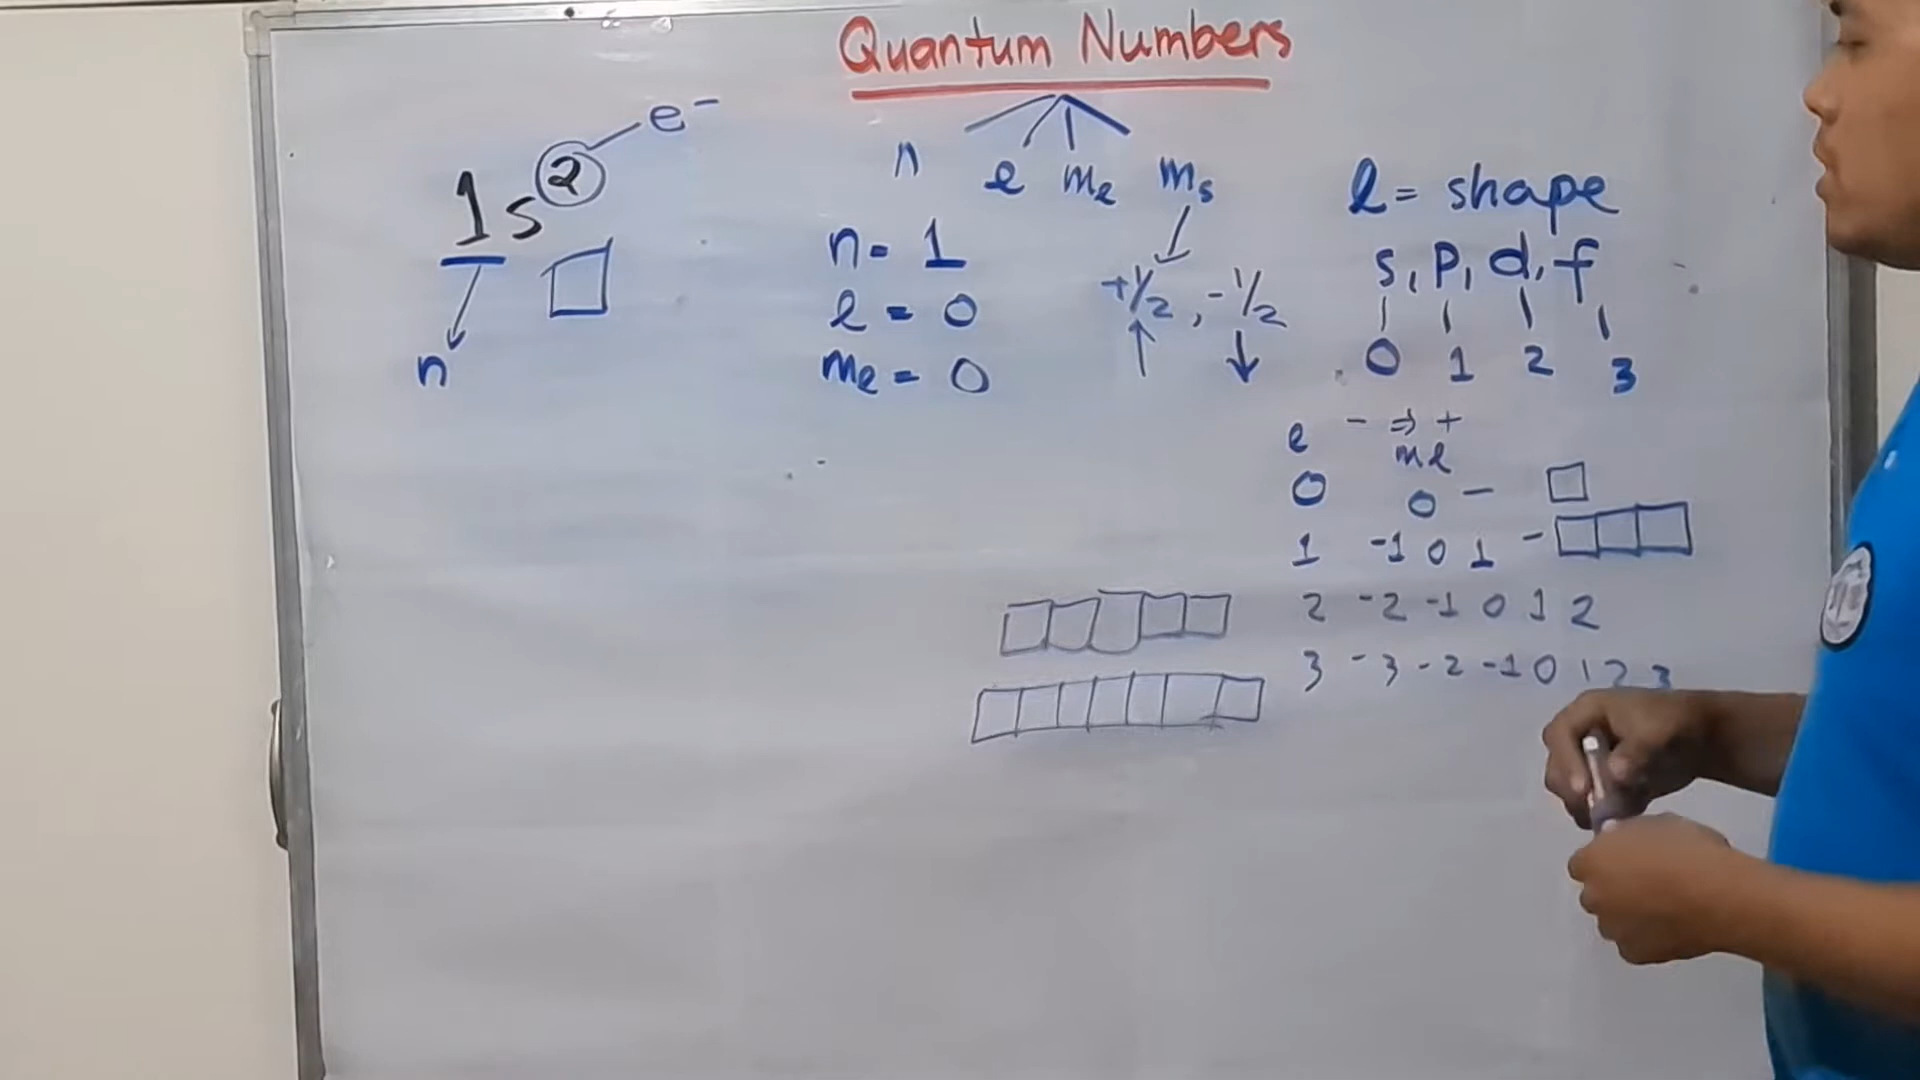 Quantum Numbers
e⁻
1s²
n
n l mₗ mₛ
n = 1
l = 0
mₗ = 0
+1/2, -1/2
l = shape
s, p, d, f
0 1 2 3
l - ⇒ +
mₗ
0 0 -
1 -1 0 1 -
2 -2 -1 0 1 2
3 -3 -2 -1 0 1 2 3